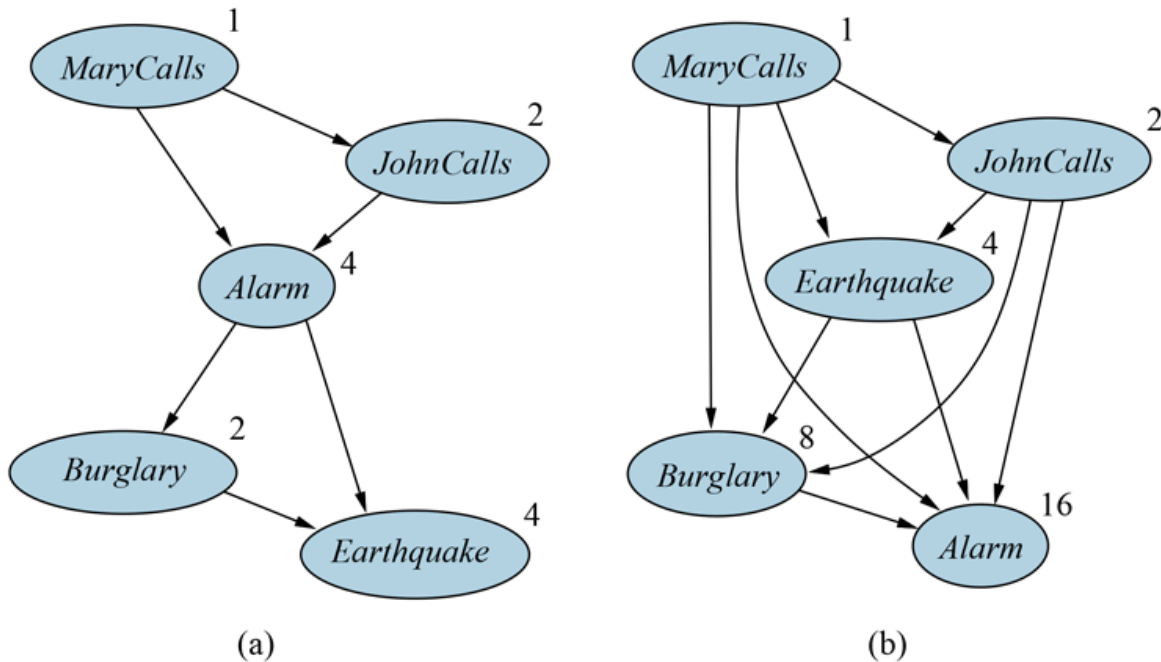 MaryCalls 1
JohnCalls 2
Alarm 4
Burglary 2
Earthquake 4
(a)
MaryCalls 1
JohnCalls 2
Earthquake 4
Burglary 8
Alarm 16
(b)